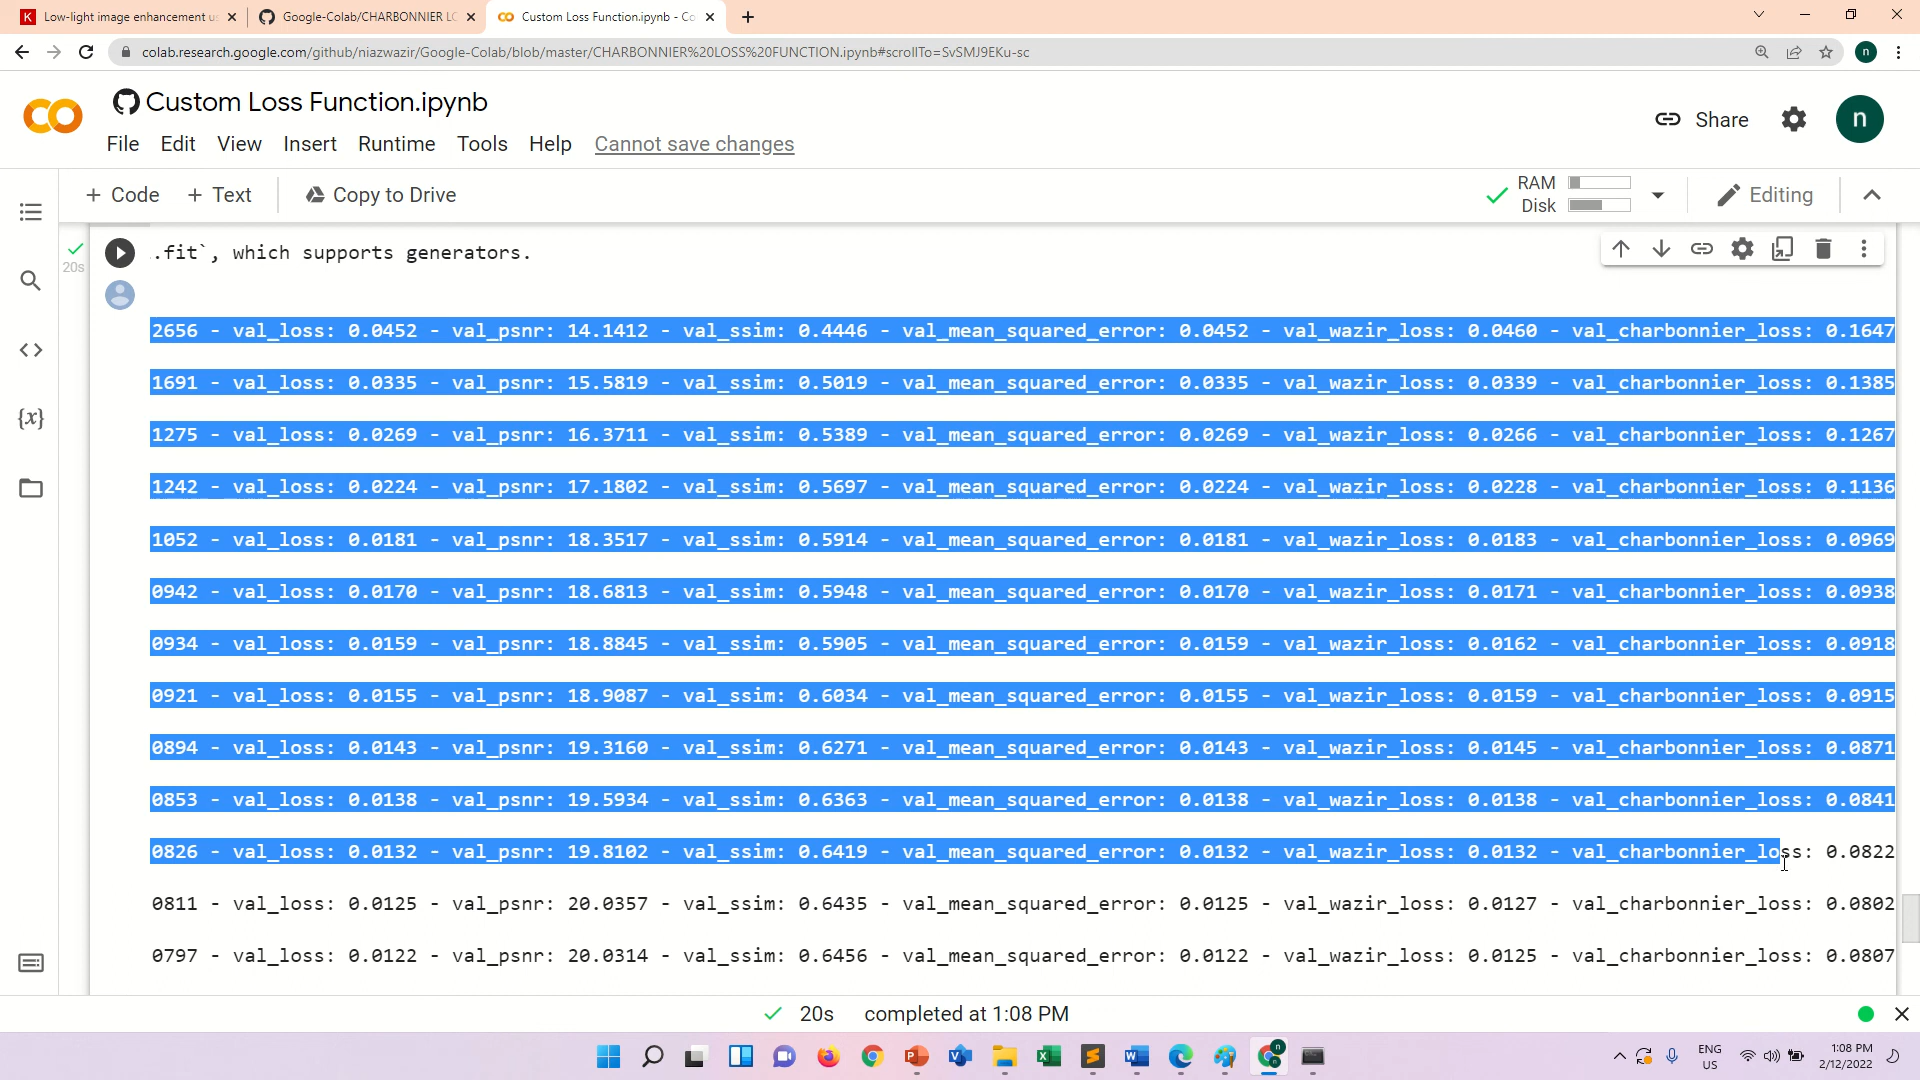 K Low-light image enhancement u
Google-Colab/CHARBONNIER LO
Custom Loss Function.ipynb - Co
colab.research.google.com/github/niazwazir/Google-Colab/blob/master/CHARBONNIER%20LOSS%20FUNCTION.ipynb#scrollTo=SvSMJ9EKu-sc
n
Custom Loss Function.ipynb
Share
n
File Edit View Insert Runtime Tools Help Cannot save changes
+ Code + Text Copy to Drive
RAM
Disk
Editing
20s
.fit`, which supports generators.
{x}
2656 - val_loss: 0.0452 - val_psnr: 14.1412 - val_ssim: 0.4446 - val_mean_squared_error: 0.0452 - val_wazir_loss: 0.0460 - val_charbonnier_loss: 0.1647
1691 - val_loss: 0.0335 - val_psnr: 15.5819 - val_ssim: 0.5019 - val_mean_squared_error: 0.0335 - val_wazir_loss: 0.0339 - val_charbonnier_loss: 0.1385
1275 - val_loss: 0.0269 - val_psnr: 16.3711 - val_ssim: 0.5389 - val_mean_squared_error: 0.0269 - val_wazir_loss: 0.0266 - val_charbonnier_loss: 0.1267
1242 - val_loss: 0.0224 - val_psnr: 17.1802 - val_ssim: 0.5697 - val_mean_squared_error: 0.0224 - val_wazir_loss: 0.0228 - val_charbonnier_loss: 0.1136
1052 - val_loss: 0.0181 - val_psnr: 18.3517 - val_ssim: 0.5914 - val_mean_squared_error: 0.0181 - val_wazir_loss: 0.0183 - val_charbonnier_loss: 0.0969
0942 - val_loss: 0.0170 - val_psnr: 18.6813 - val_ssim: 0.5948 - val_mean_squared_error: 0.0170 - val_wazir_loss: 0.0171 - val_charbonnier_loss: 0.0938
0934 - val_loss: 0.0159 - val_psnr: 18.8845 - val_ssim: 0.5905 - val_mean_squared_error: 0.0159 - val_wazir_loss: 0.0162 - val_charbonnier_loss: 0.0918
0921 - val_loss: 0.0155 - val_psnr: 18.9087 - val_ssim: 0.6034 - val_mean_squared_error: 0.0155 - val_wazir_loss: 0.0159 - val_charbonnier_loss: 0.0915
0894 - val_loss: 0.0143 - val_psnr: 19.3160 - val_ssim: 0.6271 - val_mean_squared_error: 0.0143 - val_wazir_loss: 0.0145 - val_charbonnier_loss: 0.0871
0853 - val_loss: 0.0138 - val_psnr: 19.5934 - val_ssim: 0.6363 - val_mean_squared_error: 0.0138 - val_wazir_loss: 0.0138 - val_charbonnier_loss: 0.0841
0826 - val_loss: 0.0132 - val_psnr: 19.8102 - val_ssim: 0.6419 - val_mean_squared_error: 0.0132 - val_wazir_loss: 0.0132 - val_charbonnier_loss: 0.0822
0811 - val_loss: 0.0125 - val_psnr: 20.0357 - val_ssim: 0.6435 - val_mean_squared_error: 0.0125 - val_wazir_loss: 0.0127 - val_charbonnier_loss: 0.0802
0797 - val_loss: 0.0122 - val_psnr: 20.0314 - val_ssim: 0.6456 - val_mean_squared_error: 0.0122 - val_wazir_loss: 0.0125 - val_charbonnier_loss: 0.0807
20s completed at 1:08 PM
ENG
US
1:08 PM
2/12/2022